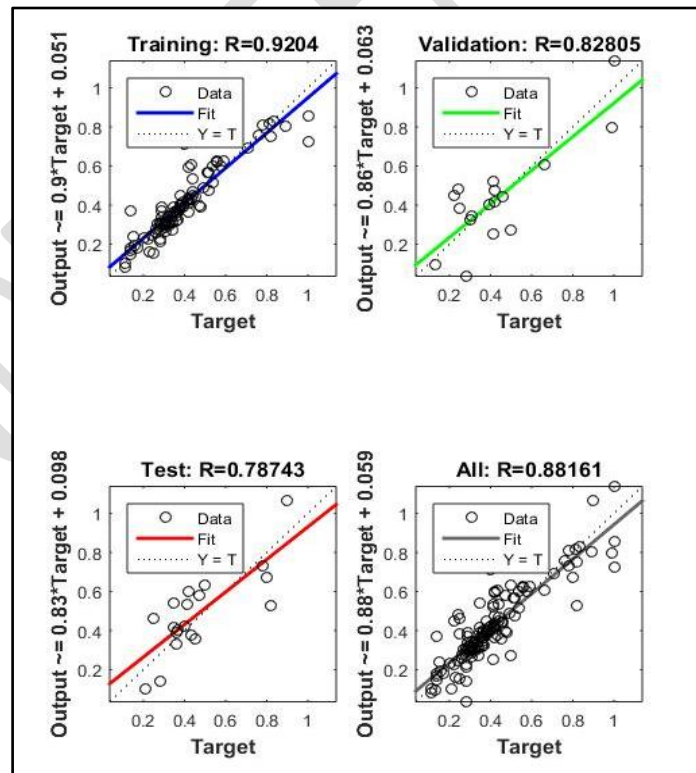 Training: R=0.9204
Output ~= 0.9*Target + 0.051
Data
Fit
Y = T
1
0.8
0.6
0.4
0.2
0.2 0.4 0.6 0.8 1
Target
Validation: R=0.82805
Output ~= 0.86*Target + 0.063
Data
Fit
Y = T
1
0.8
0.6
0.4
0.2
0.2 0.4 0.6 0.8 1
Target
Test: R=0.78743
Output ~= 0.83*Target + 0.098
Data
Fit
Y = T
1
0.8
0.6
0.4
0.2
0.2 0.4 0.6 0.8 1
Target
All: R=0.88161
Output ~= 0.88*Target + 0.059
Data
Fit
Y = T
1
0.8
0.6
0.4
0.2
0.2 0.4 0.6 0.8 1
Target